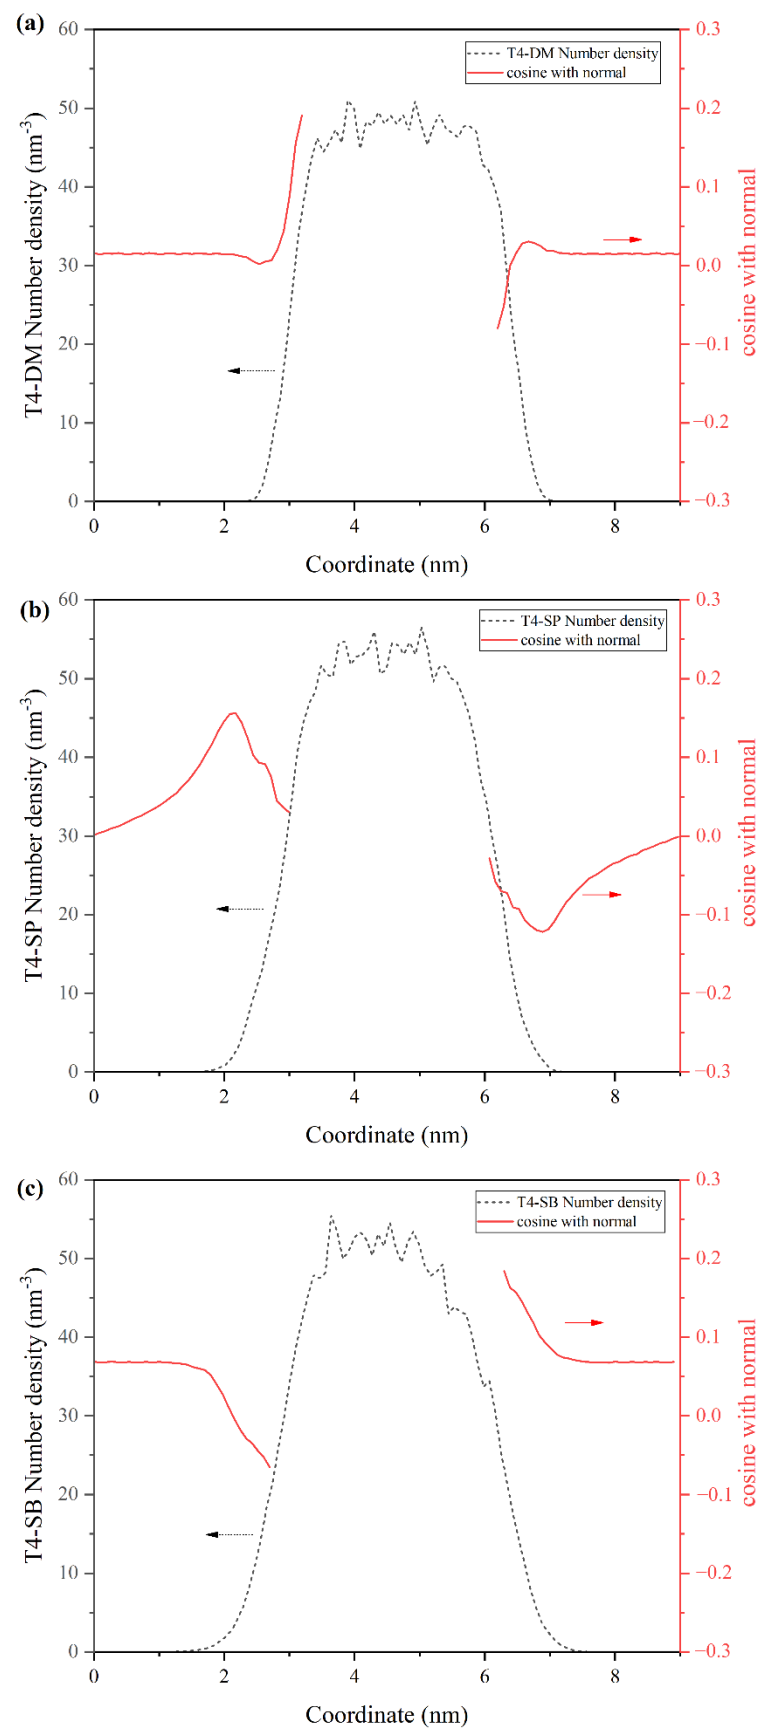 (a)
T4-DM Number density (nm-3)
60
50
40
30
20
10
0
T4-DM Number density
cosine with normal
0.3
0.2
0.1
0.0
−0.1
−0.2
−0.3
cosine with normal
0 2 4 6 8
Coordinate (nm)
(b)
T4-SP Number density (nm-3)
60
50
40
30
20
10
0
T4-SP Number density
cosine with normal
0.3
0.2
0.1
0.0
−0.1
−0.2
−0.3
cosine with normal
0 2 4 6 8
Coordinate (nm)
(c)
T4-SB Number density (nm-3)
60
50
40
30
20
10
0
T4-SB Number density
cosine with normal
0.3
0.2
0.1
0.0
−0.1
−0.2
−0.3
cosine with normal
0 2 4 6 8
Coordinate (nm)